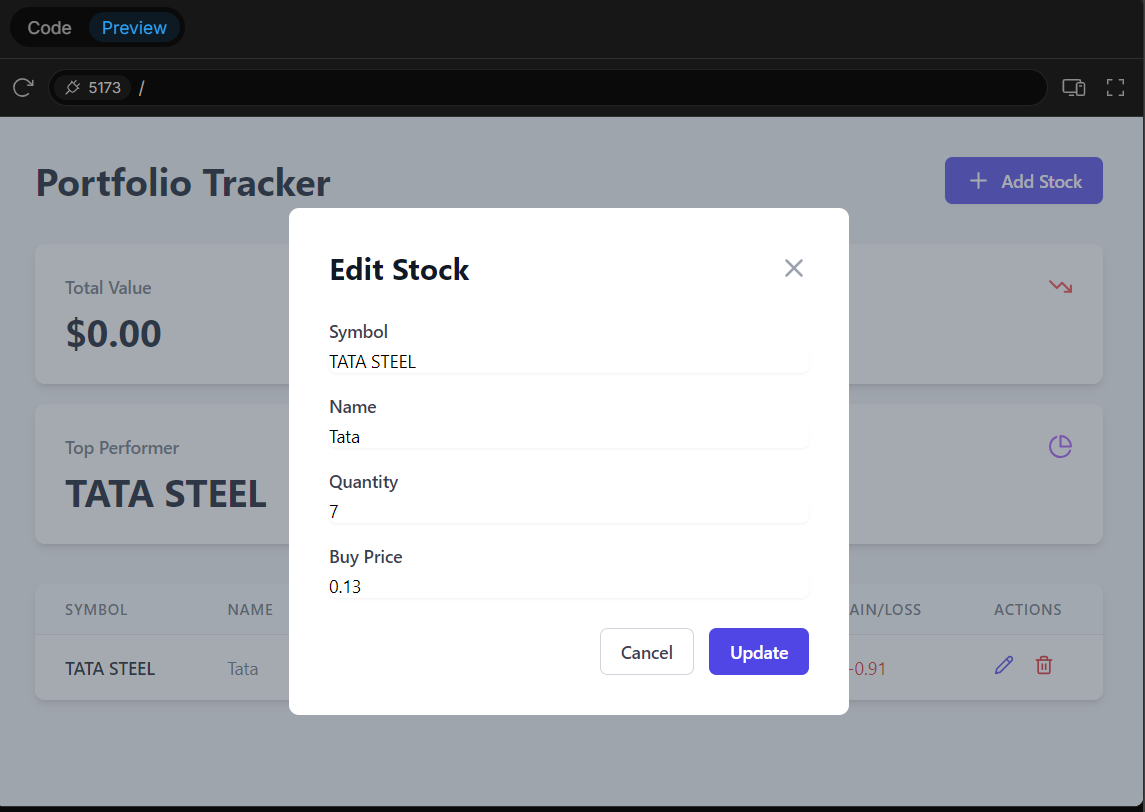 Code Preview
5173 /
Portfolio Tracker
Add Stock
Total Value
$0.00
Top Performer
TATA STEEL
Edit Stock
Symbol
TATA STEEL
Name
Tata
Quantity
7
Buy Price
0.13
Cancel Update
SYMBOL NAME AIN/LOSS ACTIONS
TATA STEEL Tata -0.91